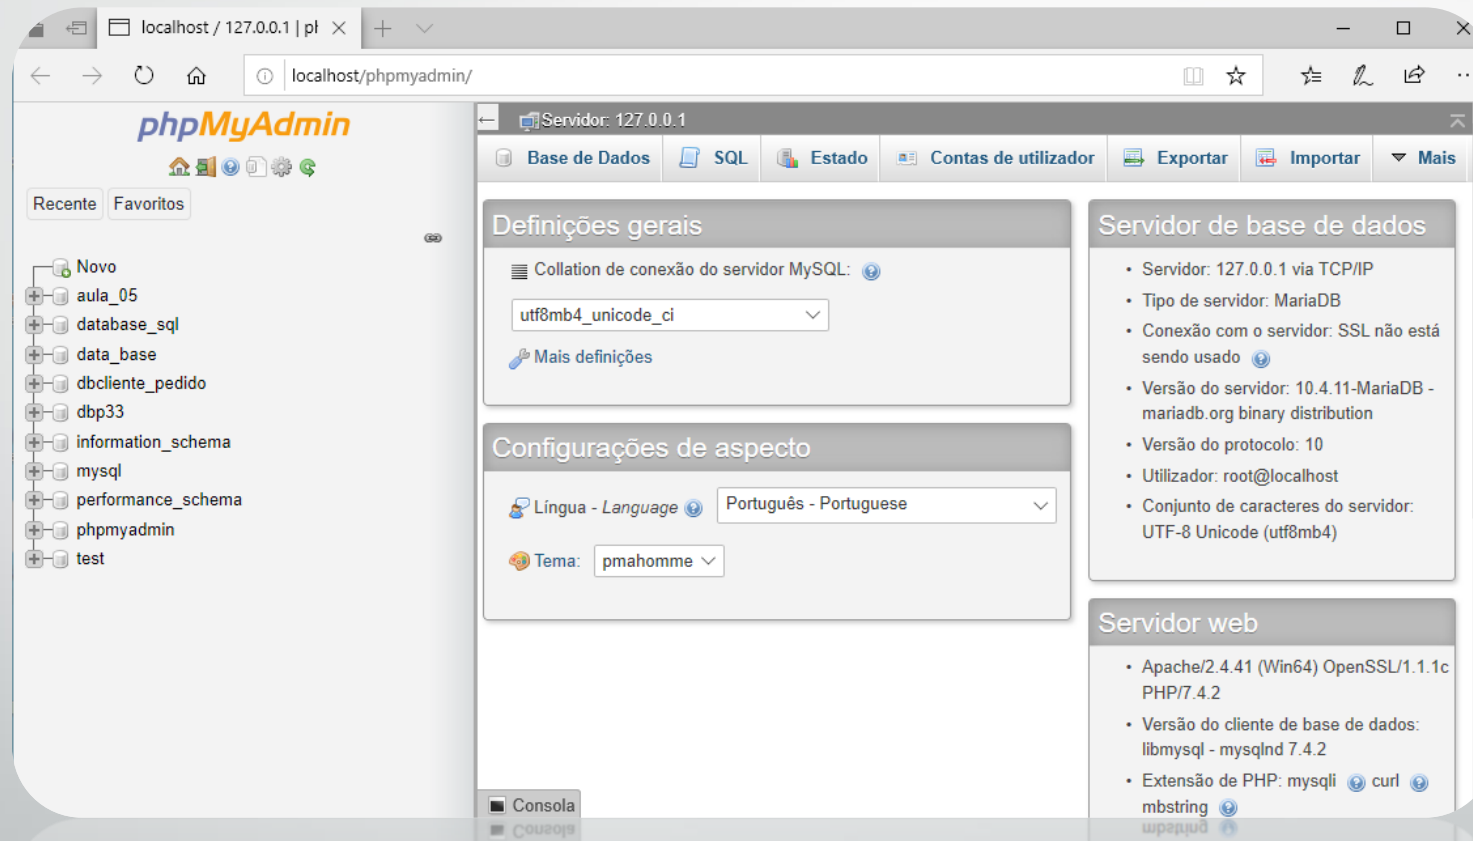 localhost / 127.0.0.1 | pł
localhost/phpmyadmin/
phpMyAdmin
Recente Favoritos
Novo
aula_05
database_sql
data_base
dbcliente_pedido
dbp33
information_schema
mysql
performance_schema
phpmyadmin
test
Servidor: 127.0.0.1
Base de Dados SQL Estado Contas de utilizador Exportar Importar Mais
Definições gerais
Collation de conexão do servidor MySQL:
utf8mb4_unicode_ci
Mais definições
Configurações de aspecto
Língua - Language Português - Portuguese
Tema: pmahomme
Servidor de base de dados
• Servidor: 127.0.0.1 via TCP/IP
• Tipo de servidor: MariaDB
• Conexão com o servidor: SSL não está
sendo usado
• Versão do servidor: 10.4.11-MariaDB -
mariadb.org binary distribution
• Versão do protocolo: 10
• Utilizador: root@localhost
• Conjunto de caracteres do servidor:
UTF-8 Unicode (utf8mb4)
Servidor web
• Apache/2.4.41 (Win64) OpenSSL/1.1.1c
PHP/7.4.2
• Versão do cliente de base de dados:
libmysql - mysqlnd 7.4.2
• Extensão de PHP: mysqli curl
mbstring
Consola